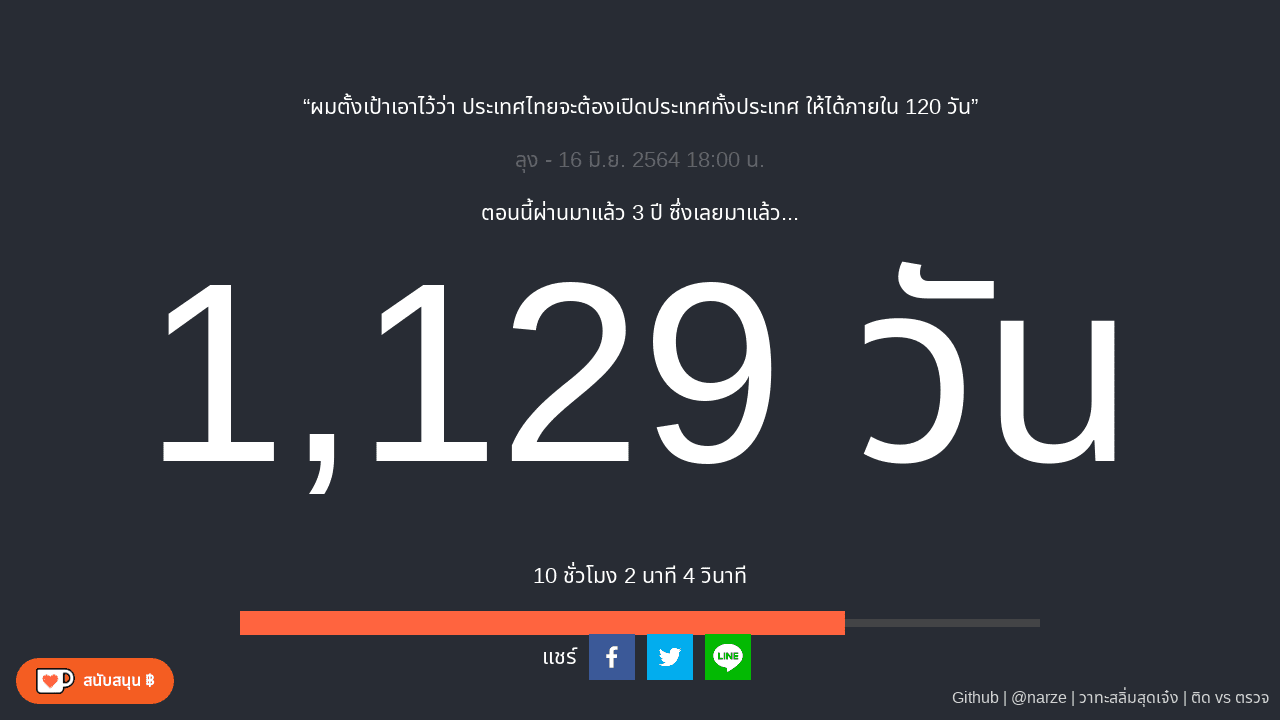 “ผมตั้งเป้าเอาไว้ว่า ประเทศไทยจะต้องเปิดประเทศทั้งประเทศ ให้ได้ภายใน 120 วัน”
ลุง - 16 มิ.ย. 2564 18:00 น.
ตอนนี้ผ่านมาแล้ว 3 ปี ซึ่งเลยมาแล้ว...
1,129 วัน
10 ชั่วโมง 2 นาที 4 วินาที
แชร์
LINE
สนับสนุน ฿
Github | @narze | วาทะสลิ่มสุดเจ๋ง | ติด vs ตรวจ